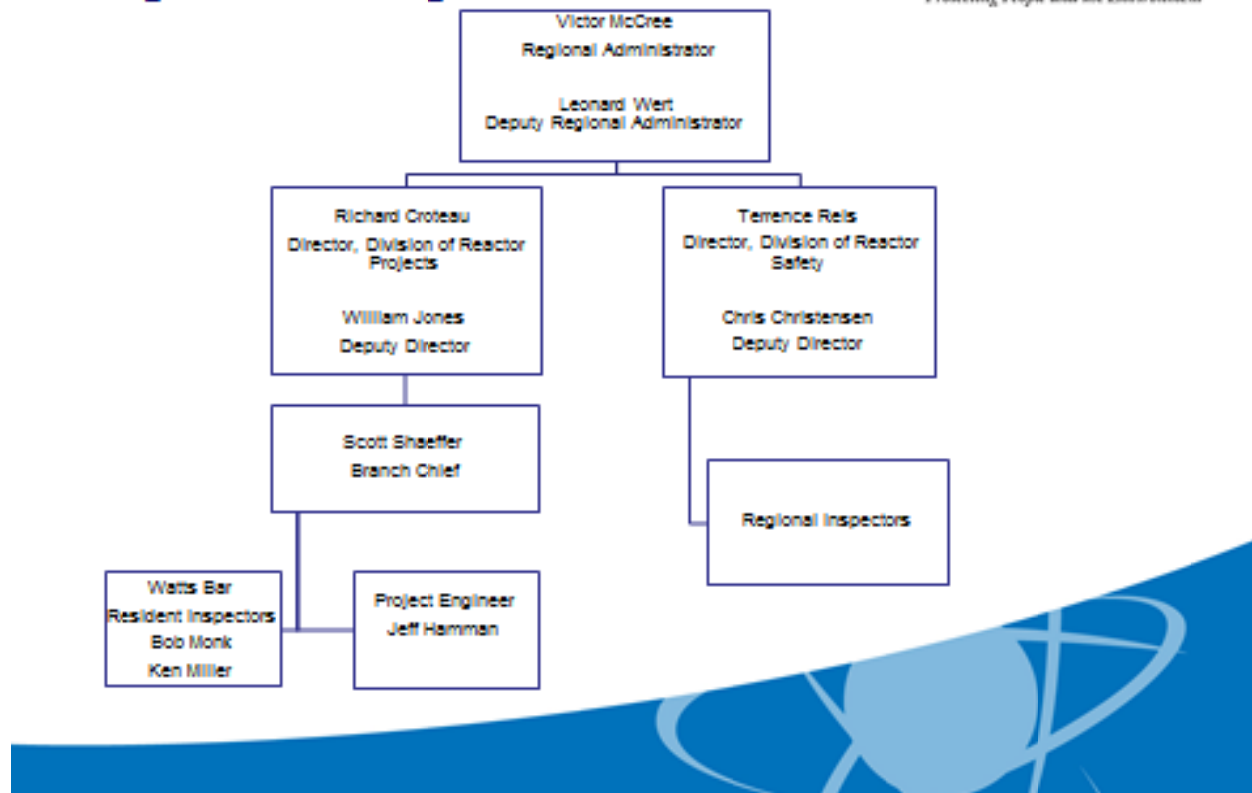 Victor McCree
Regional Administrator
Leonard Wert
Deputy Regional Administrator
Richard Croteau
Director, Division of Reactor
Projects
William Jones
Deputy Director
Terrence Reis
Director, Division of Reactor
Safety
Chris Christensen
Deputy Director
Scott Shaeffer
Branch Chief
Regional Inspectors
Watts Bar
Resident Inspectors
Bob Monk
Ken Miller
Project Engineer
Jeff Hamman